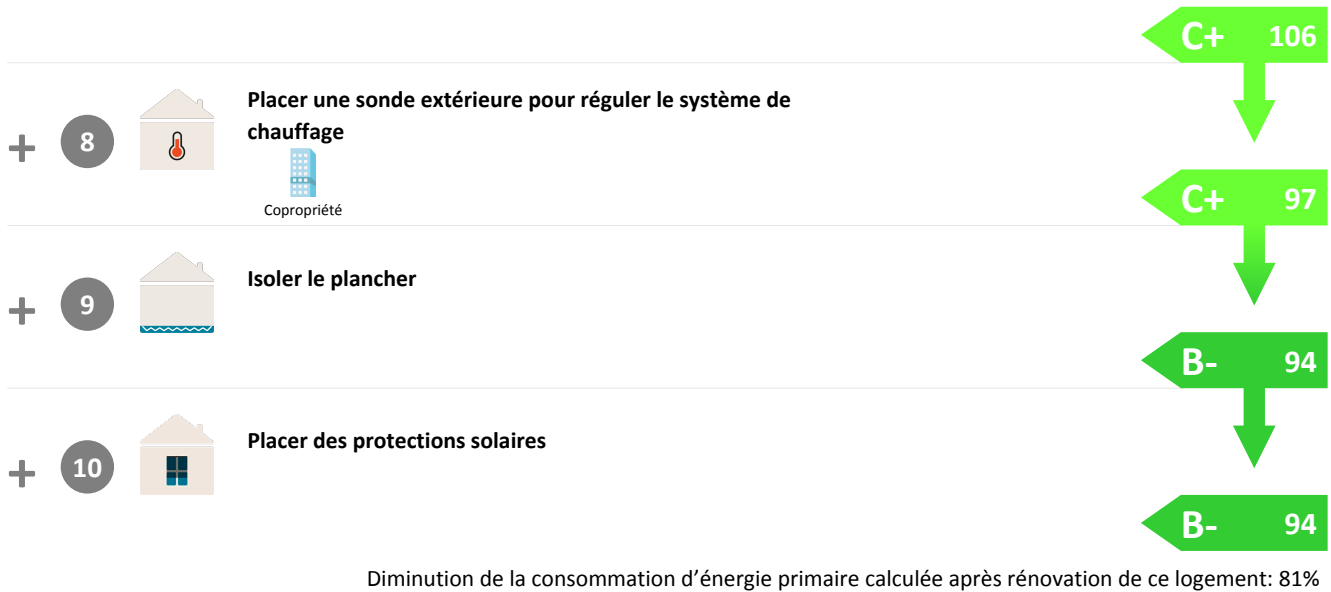 C+ 106
+ 8 Placer une sonde extérieure pour réguler le système de
chauffage
Copropriété
C+ 97
+ 9 Isoler le plancher
B- 94
+ 10 Placer des protections solaires
B- 94
Diminution de la consommation d’énergie primaire calculée après rénovation de ce logement: 81%